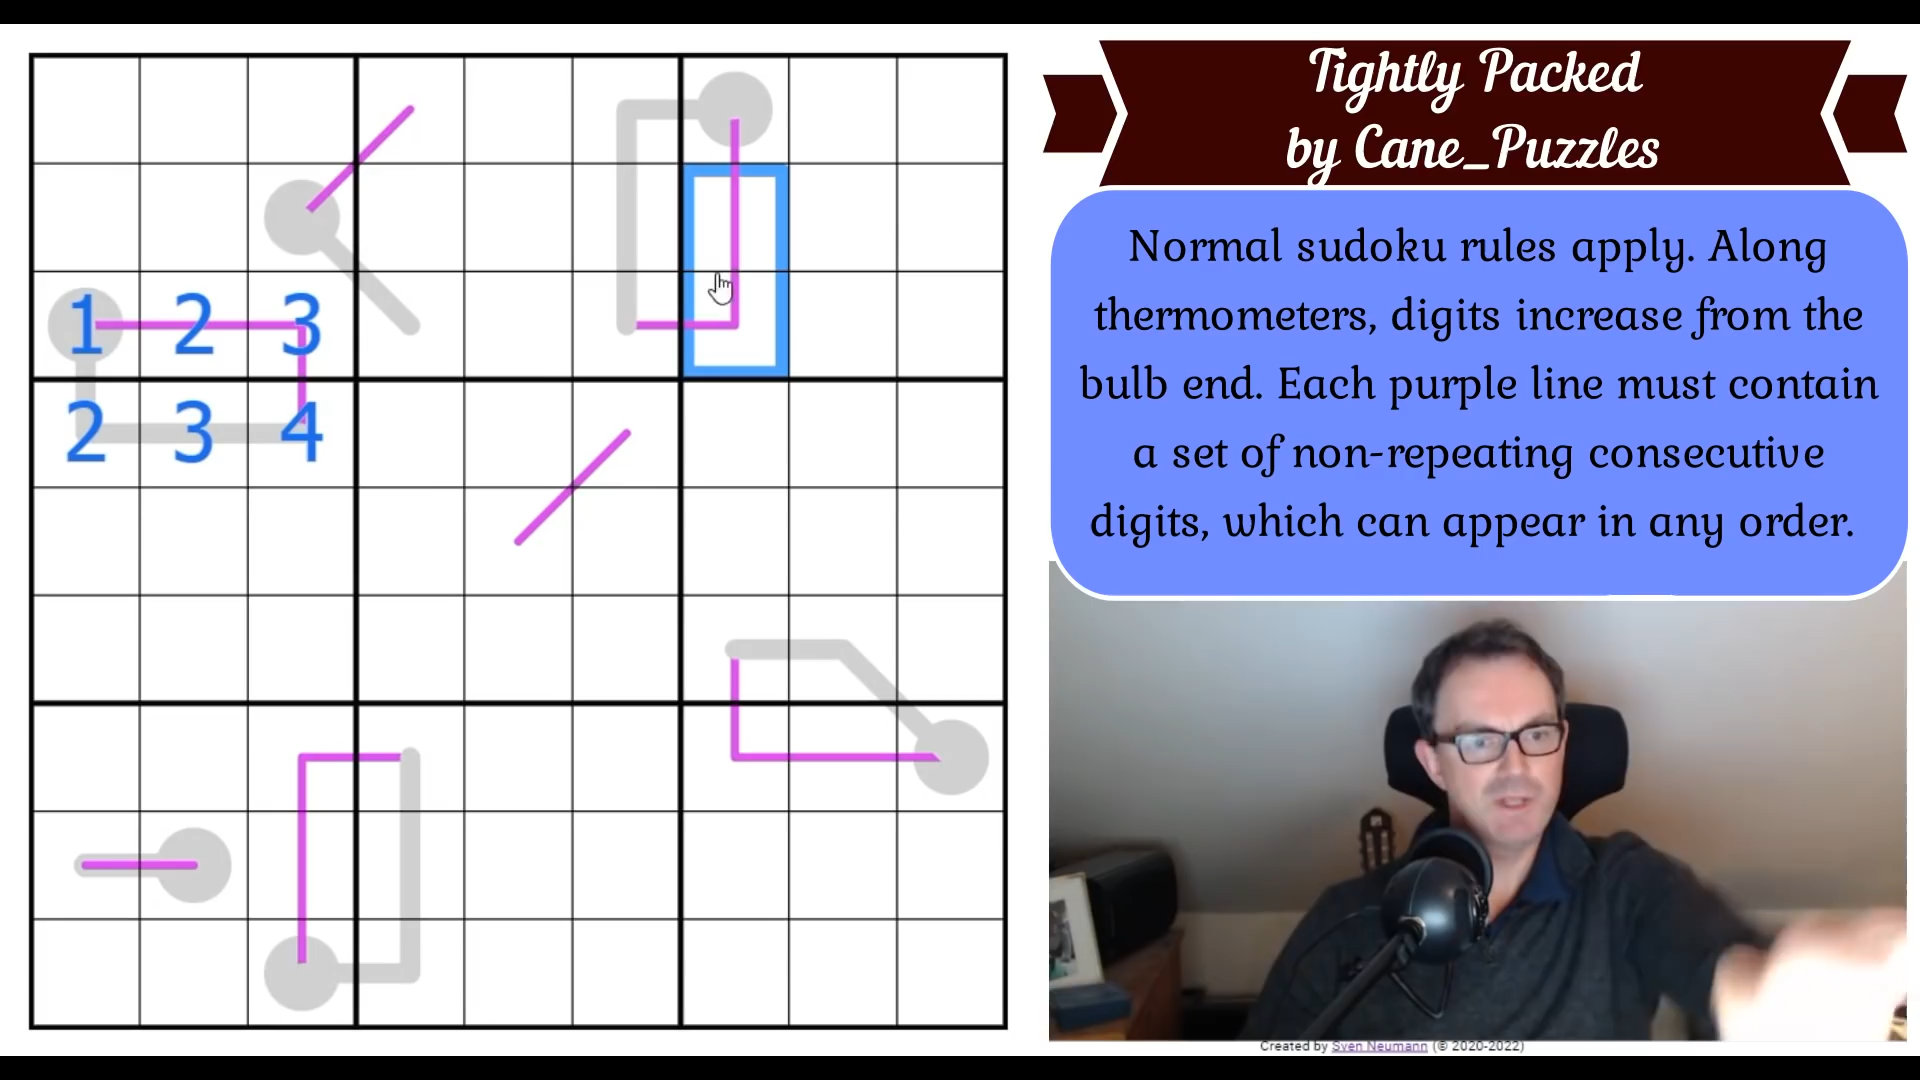 Tightly Packed
by Cane_Puzzles
Normal sudoku rules apply. Along
thermometers, digits increase from the
bulb end. Each purple line must contain
a set of non-repeating consecutive
digits, which can appear in any order.
1 2 3
2 3 4
Created by Sven Neumann (© 2020-2022)